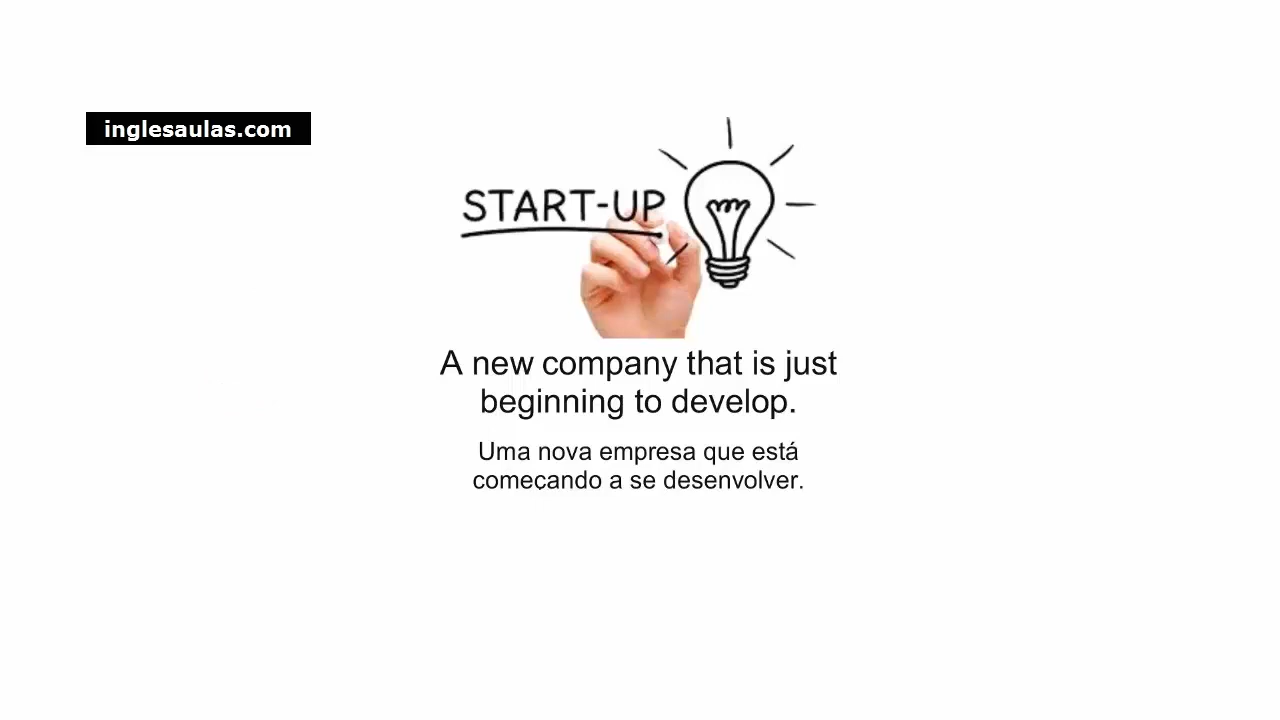 inglesaulas.com
START-UP
A new company that is just
beginning to develop.
Uma nova empresa que está
começando a se desenvolver.